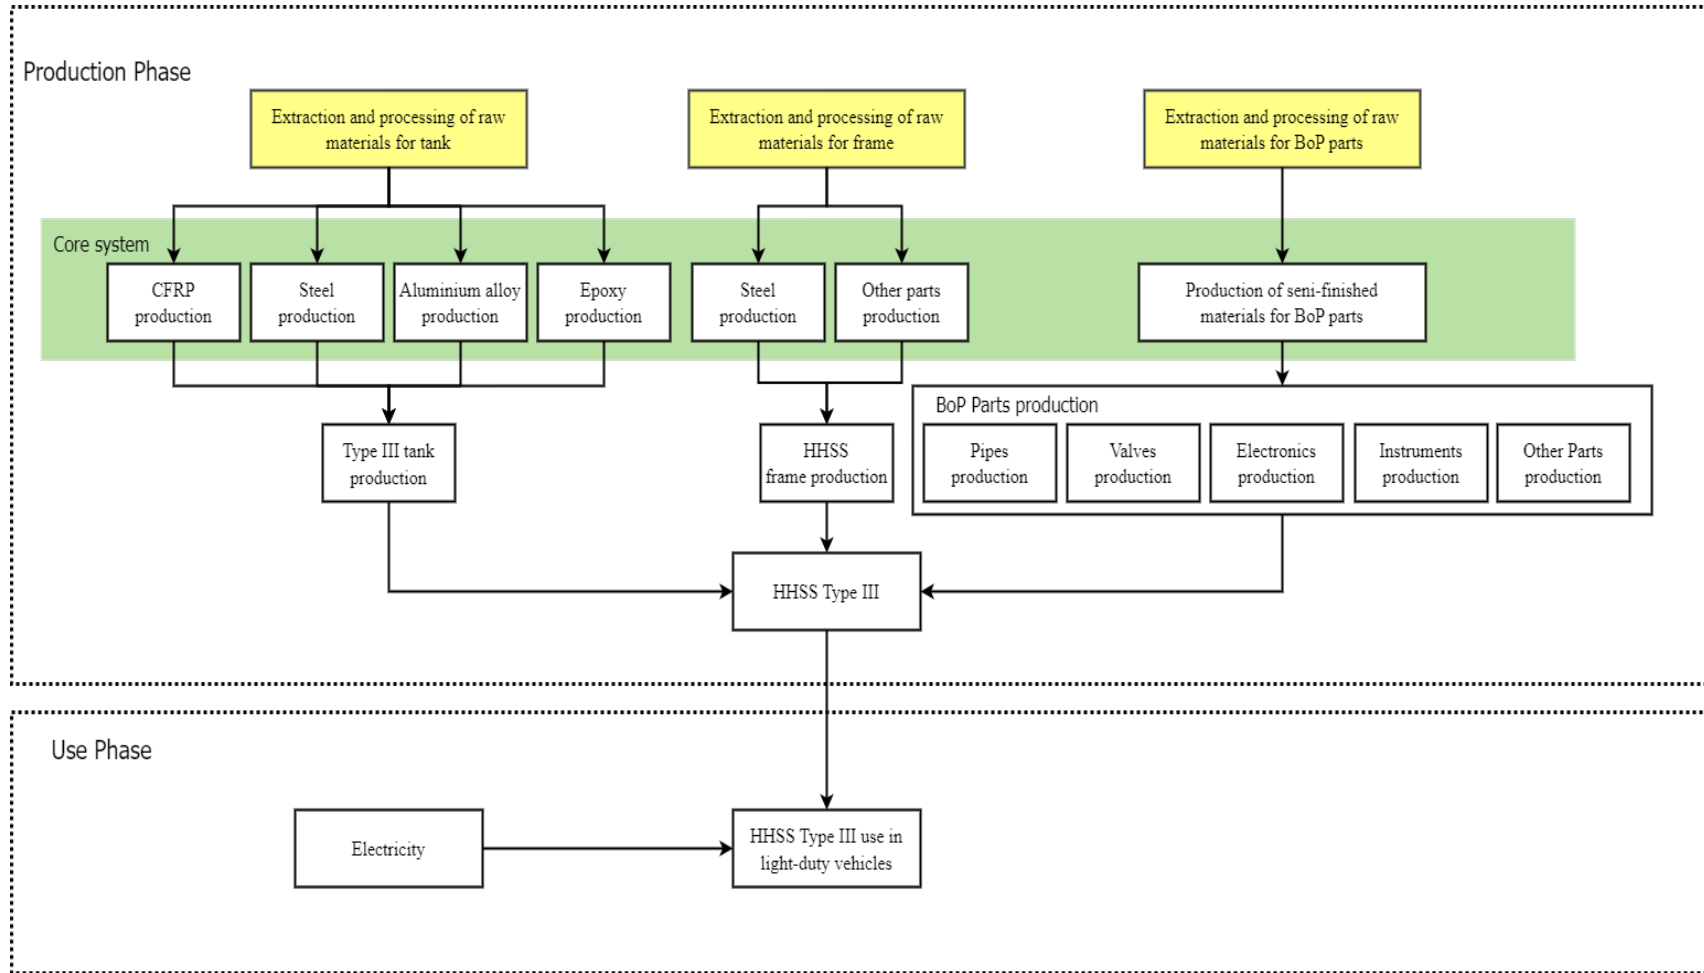 Production Phase
Extraction and processing of raw
materials for tank
Extraction and processing of raw
materials for frame
Extraction and processing of raw
materials for BoP parts
Core system
CFRP
production
Steel
production
Aluminium alloy
production
Epoxy
production
Steel
production
Other parts
production
Production of seni-finished
materials for BoP parts
Type III tank
production
HHSS
frame production
BoP Parts production
Pipes
production
Valves
production
Electronics
production
Instruments
production
Other Parts
production
HHSS Type III
Use Phase
Electricity
HHSS Type III use in
light-duty vehicles